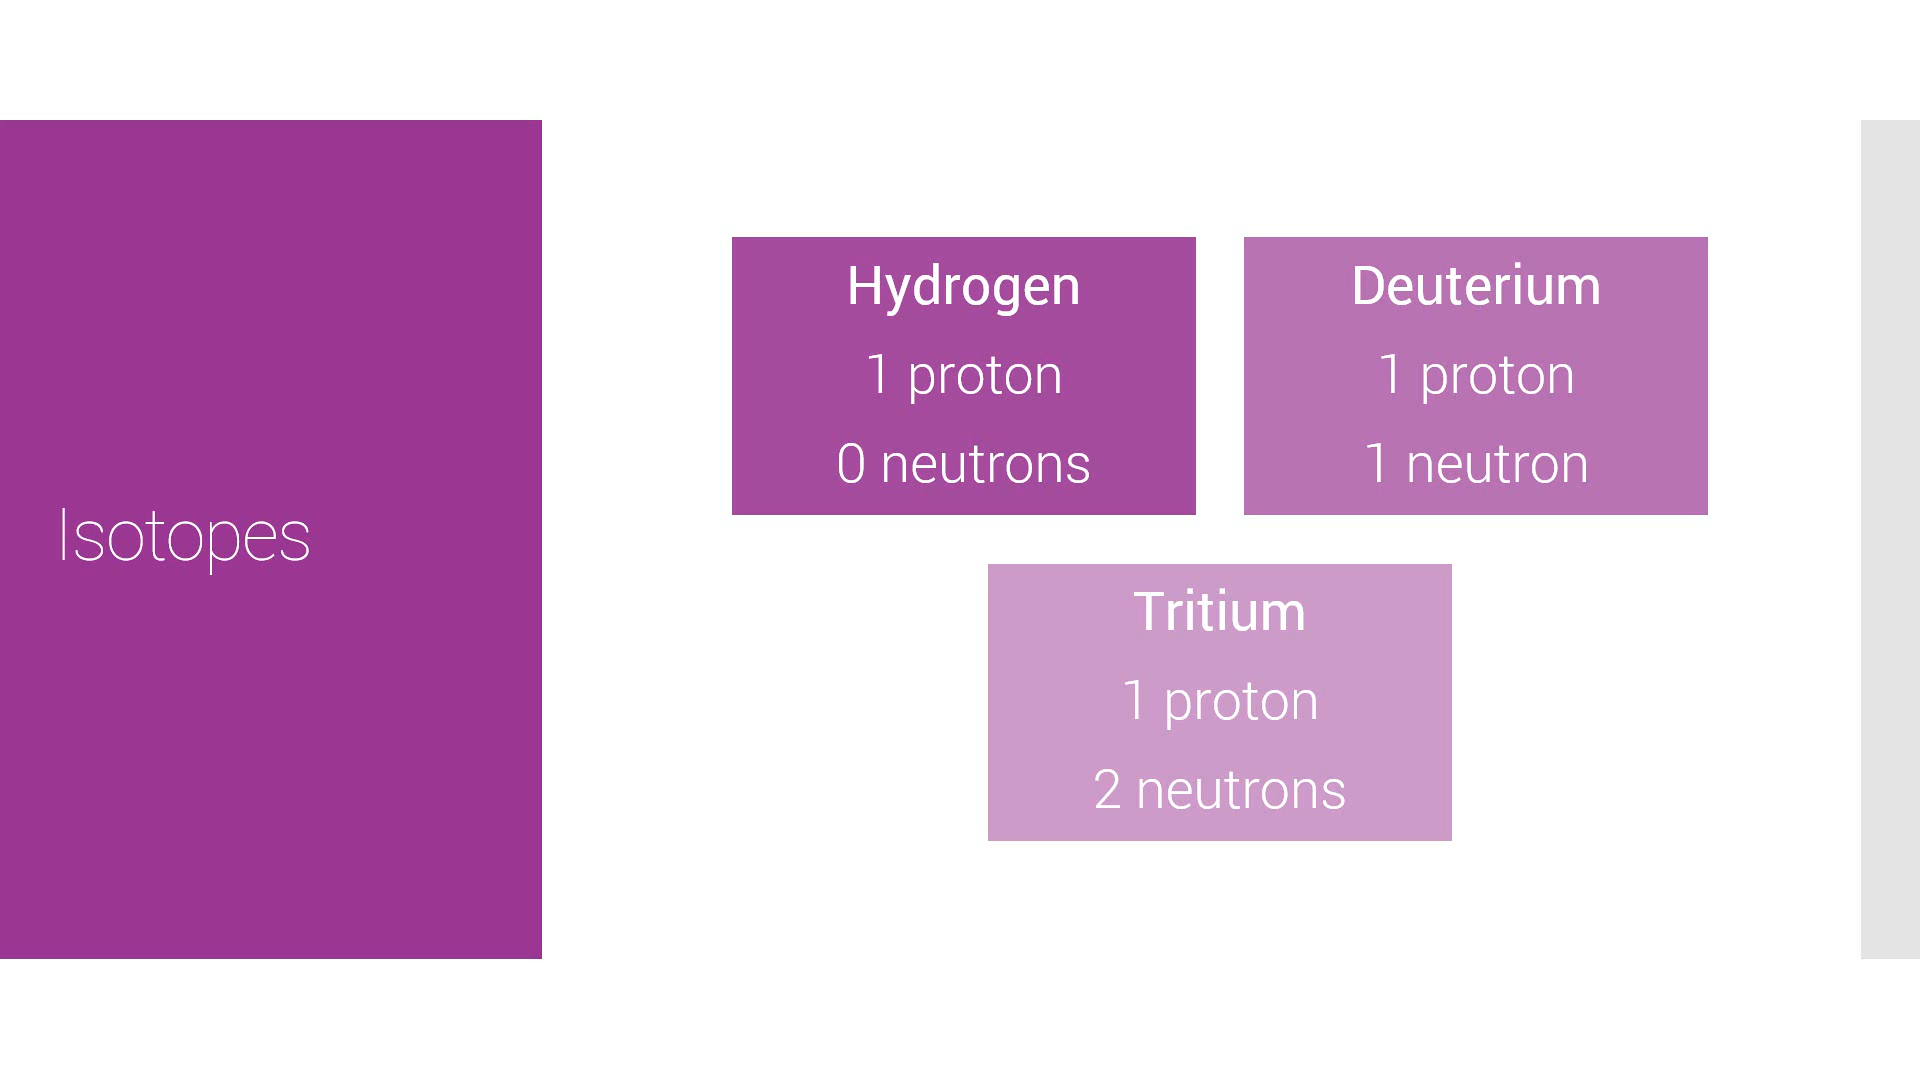 Isotopes
Hydrogen
1 proton
0 neutrons
Deuterium
1 proton
1 neutron
Tritium
1 proton
2 neutrons